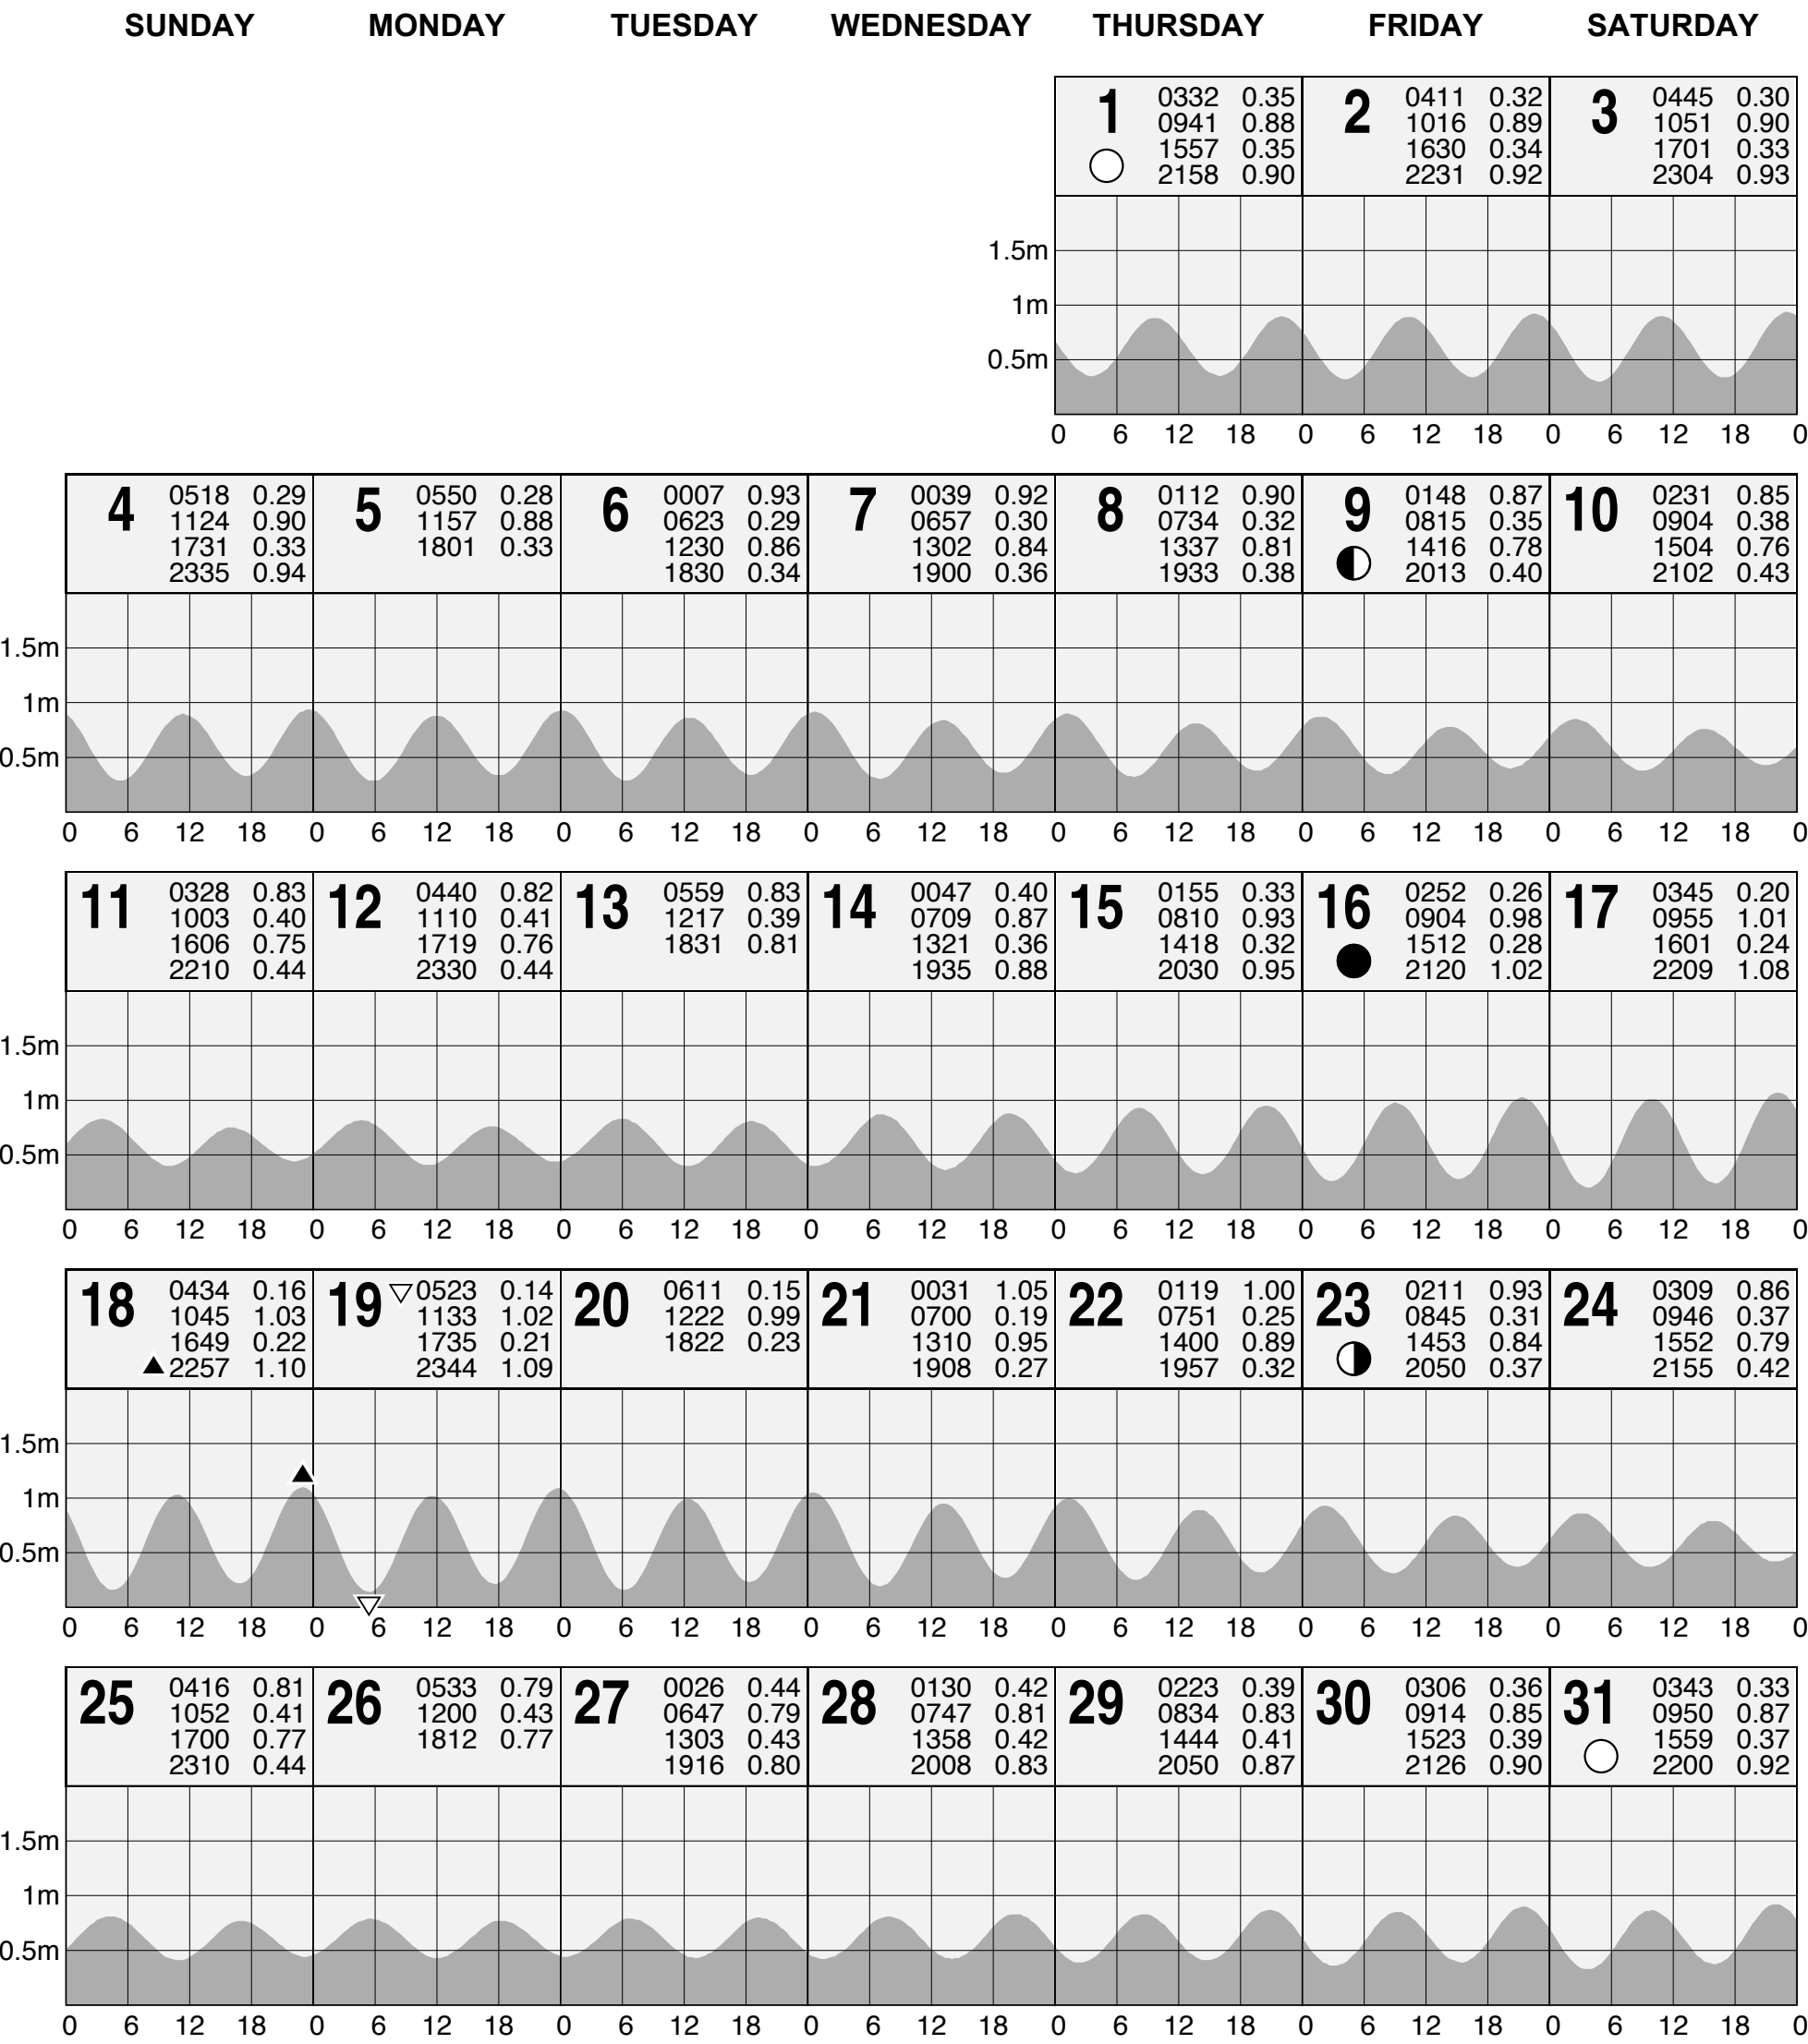 SUNDAY MONDAY TUESDAY WEDNESDAY THURSDAY FRIDAY SATURDAY
1 0332 0.35
0941 0.88
1557 0.35
2158 0.90
2 0411 0.32
1016 0.89
1630 0.34
2231 0.92
3 0445 0.30
1051 0.90
1701 0.33
2304 0.93
1.5m
1m
0.5m
0 6 12 18 0 6 12 18 0 6 12 18 0
4 0518 0.29
1124 0.90
1731 0.33
2335 0.94
5 0550 0.28
1157 0.88
1801 0.33
6 0007 0.93
0623 0.29
1230 0.86
1830 0.34
7 0039 0.92
0657 0.30
1302 0.84
1900 0.36
8 0112 0.90
0734 0.32
1337 0.81
1933 0.38
9 0148 0.87
0815 0.35
1416 0.78
2013 0.40
10 0231 0.85
0904 0.38
1504 0.76
2102 0.43
1.5m
1m
0.5m
0 6 12 18 0 6 12 18 0 6 12 18 0 6 12 18 0 6 12 18 0 6 12 18 0 6 12 18 0
11 0328 0.83
1003 0.40
1606 0.75
2210 0.44
12 0440 0.82
1110 0.41
1719 0.76
2330 0.44
13 0559 0.83
1217 0.39
1831 0.81
14 0047 0.40
0709 0.87
1321 0.36
1935 0.88
15 0155 0.33
0810 0.93
1418 0.32
2030 0.95
16 0252 0.26
0904 0.98
1512 0.28
2120 1.02
17 0345 0.20
0955 1.01
1601 0.24
2209 1.08
1.5m
1m
0.5m
0 6 12 18 0 6 12 18 0 6 12 18 0 6 12 18 0 6 12 18 0 6 12 18 0 6 12 18 0
18 0434 0.16
1045 1.03
1649 0.22
2257 1.10
19 0523 0.14
1133 1.02
1735 0.21
2344 1.09
20 0611 0.15
1222 0.99
1822 0.23
21 0031 1.05
0700 0.19
1310 0.95
1908 0.27
22 0119 1.00
0751 0.25
1400 0.89
1957 0.32
23 0211 0.93
0845 0.31
1453 0.84
2050 0.37
24 0309 0.86
0946 0.37
1552 0.79
2155 0.42
1.5m
1m
0.5m
0 6 12 18 0 6 12 18 0 6 12 18 0 6 12 18 0 6 12 18 0 6 12 18 0 6 12 18 0
25 0416 0.81
1052 0.41
1700 0.77
2310 0.44
26 0533 0.79
1200 0.43
1812 0.77
27 0026 0.44
0647 0.79
1303 0.43
1916 0.80
28 0130 0.42
0747 0.81
1358 0.42
2008 0.83
29 0223 0.39
0834 0.83
1444 0.41
2050 0.87
30 0306 0.36
0914 0.85
1523 0.39
2126 0.90
31 0343 0.33
0950 0.87
1559 0.37
2200 0.92
1.5m
1m
0.5m
0 6 12 18 0 6 12 18 0 6 12 18 0 6 12 18 0 6 12 18 0 6 12 18 0 6 12 18 0